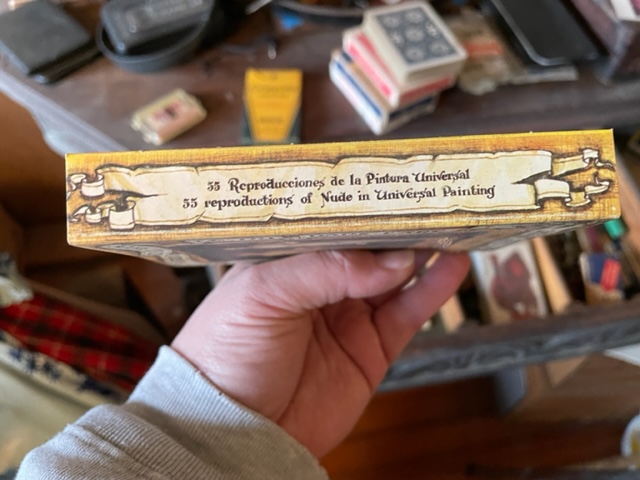 55 Reproducciones de la Pintura Universal
55 reproductions of Nude in Universal Painting